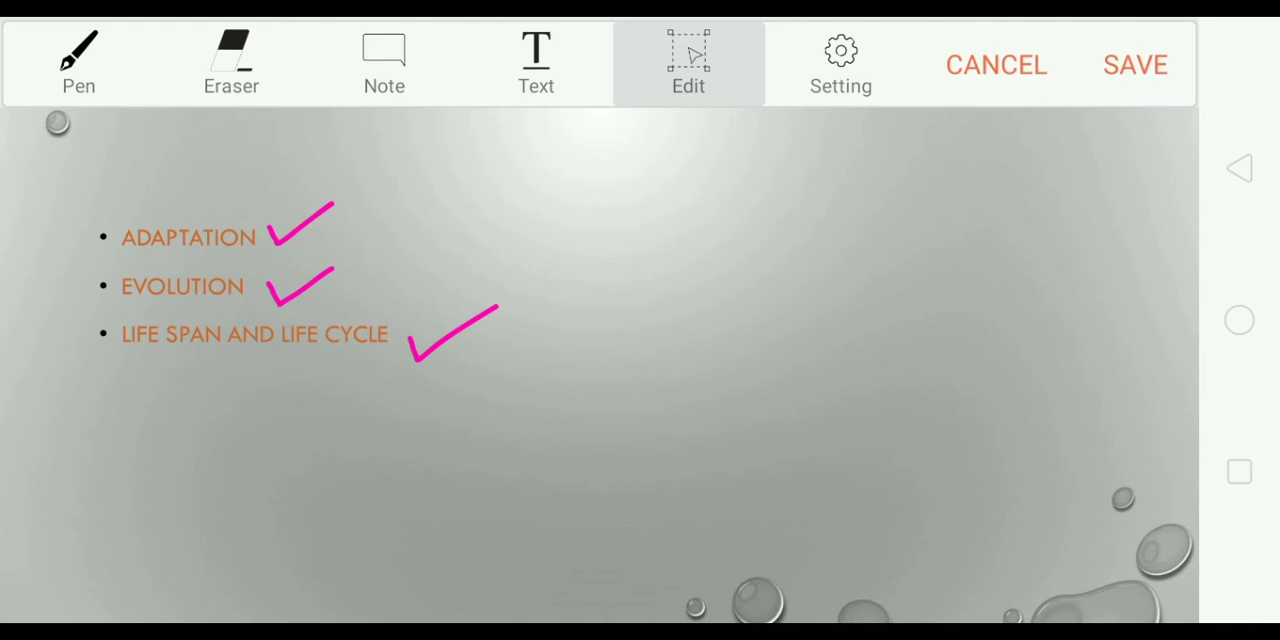 Pen Eraser Note Text Edit Setting CANCEL SAVE
• ADAPTATION
• EVOLUTION
• LIFE SPAN AND LIFE CYCLE